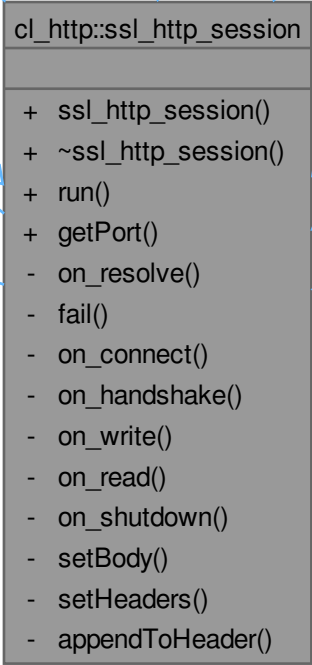 cl_http::ssl_http_session
+ ssl_http_session()
+ ~ssl_http_session()
+ run()
+ getPort()
- on_resolve()
- fail()
- on_connect()
- on_handshake()
- on_write()
- on_read()
- on_shutdown()
- setBody()
- setHeaders()
- appendToHeader()